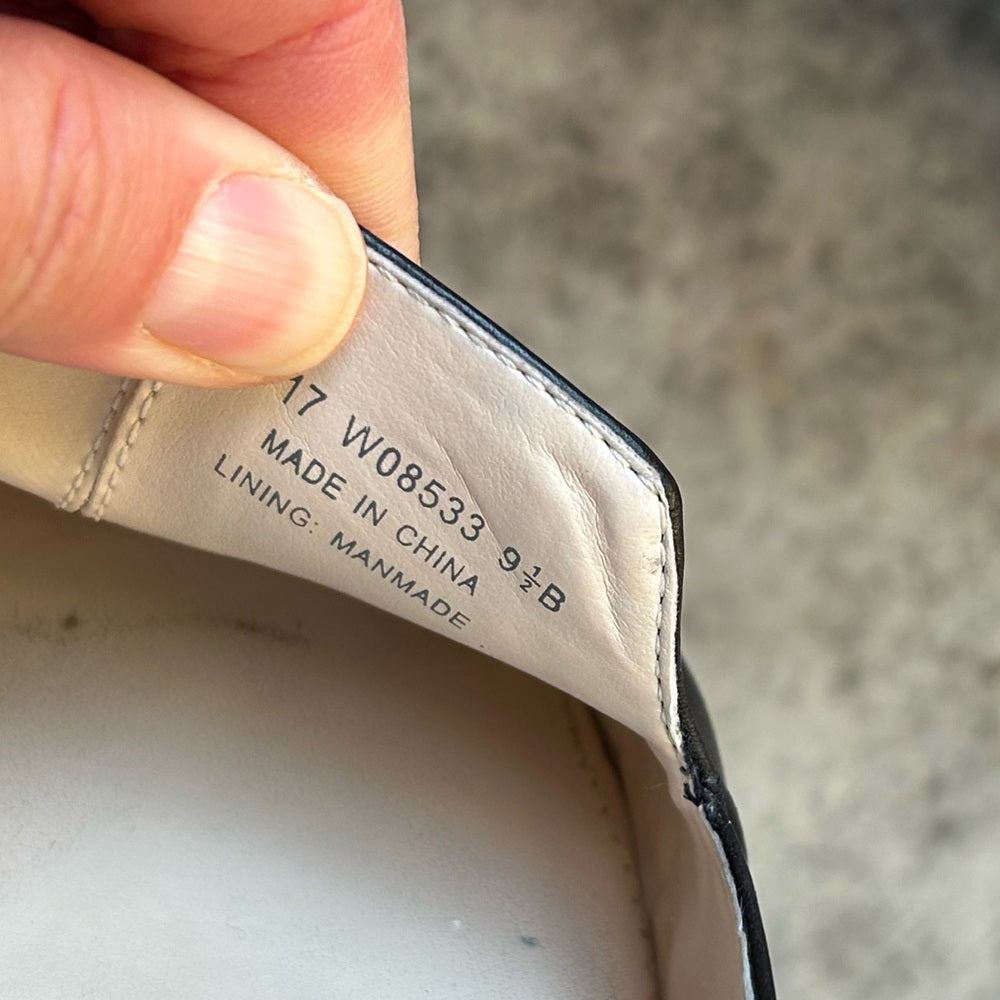 17 W08533 9½B
MADE IN CHINA
LINING: MANMADE